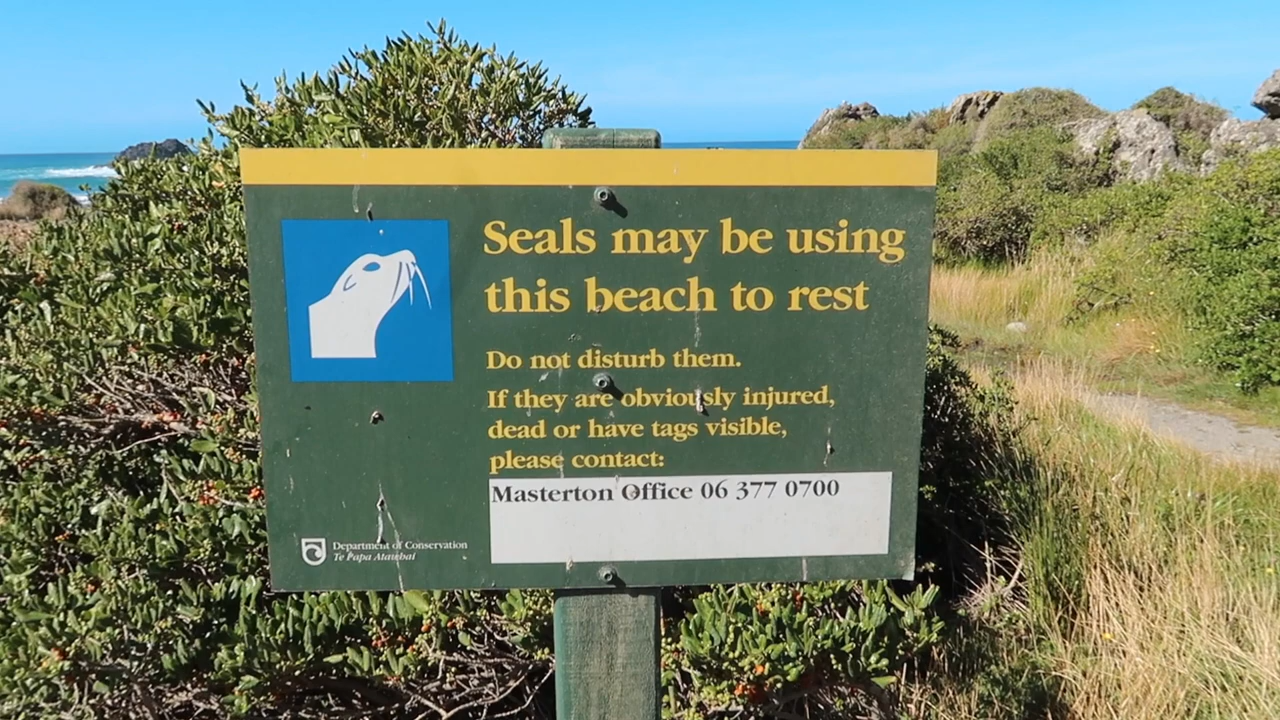 Seals may be using
this beach to rest
Do not disturb them.
If they are obviously injured,
dead or have tags visible,
please contact:
Masterton Office 06 377 0700
Department of Conservation
Te Papa Atawhai